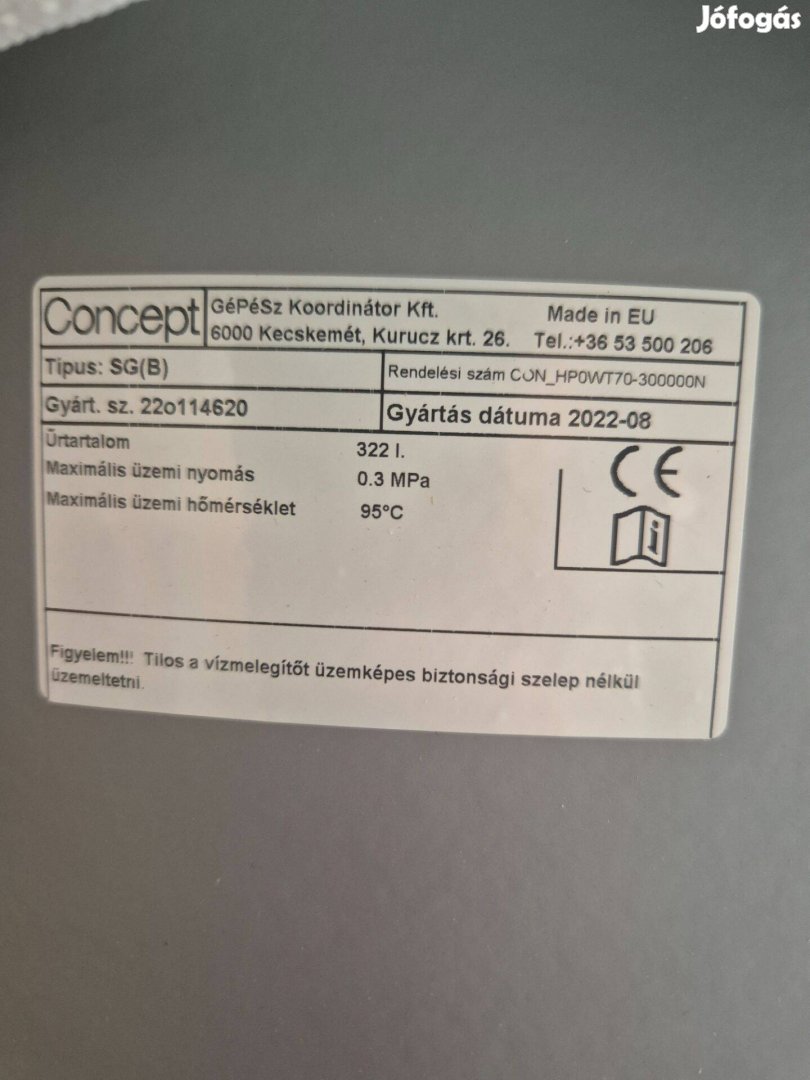 Jófogás
Concept
GéPéSz Koordinátor Kft.
Made in EU
6000 Kecskemét, Kurucz krt. 26.
Tel.:+36 53 500 206
Típus: SG(B)
Rendelési szám CON_HP0WT70-300000N
Gyárt. sz. 22o114620
Gyártás dátuma 2022-08
Űrtartalom 322 l.
Maximális üzemi nyomás 0.3 MPa
Maximális üzemi hőmérséklet 95°C
CE
i
Figyelem!!! Tilos a vízmelegítőt üzemképes biztonsági szelep nélkül
üzemeltetni.